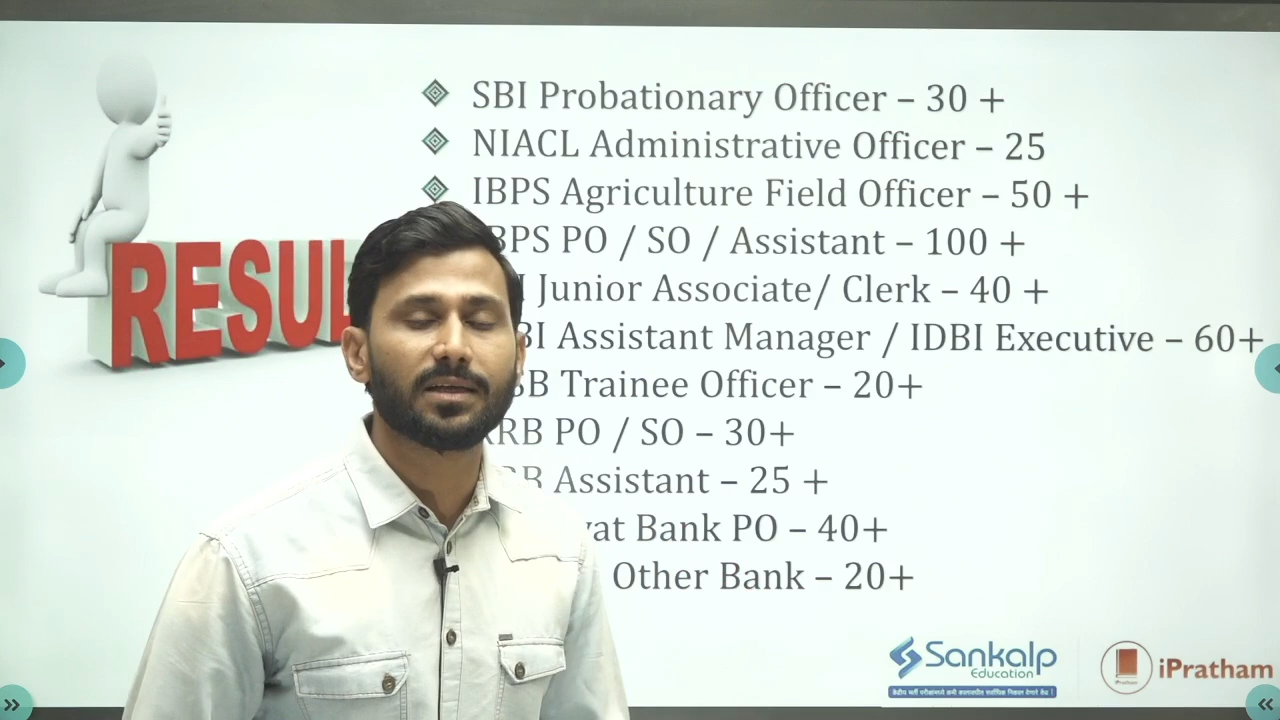 SBI Probationary Officer – 30 +
NIACL Administrative Officer – 25
IBPS Agriculture Field Officer – 50 +
PS PO / SO / Assistant – 100 +
RESUL
Junior Associate/ Clerk – 40 +
BI Assistant Manager / IDBI Executive – 60+
Trainee Officer – 20+
RRB PO / SO – 30+
Assistant – 25 +
vat Bank PO – 40+
Other Bank – 20+
Sankalp
Education
iPratham
iPratham